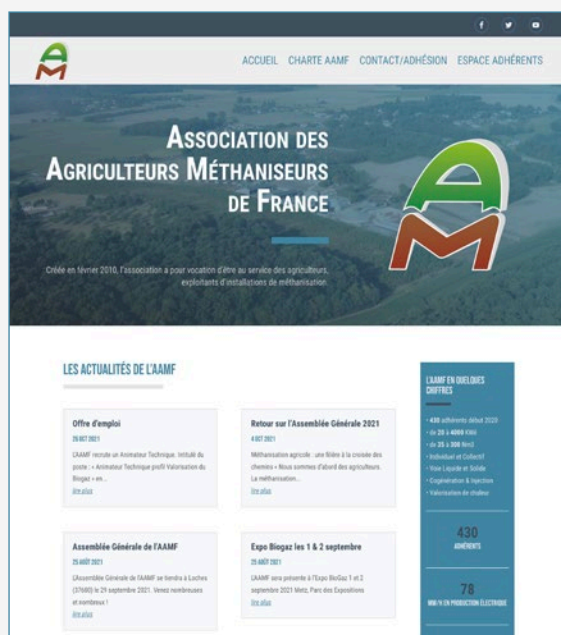 AM
ACCUEIL CHARTE AAMF CONTACT/ADHÉSION ESPACE ADHÉRENTS
ASSOCIATION DES
AGRICULTEURS MÉTHANISEURS
DE FRANCE
AM
Créée en février 2010, l'association a pour vocation d'être au service des agriculteurs,
exploitants d'installations de méthanisation.
LES ACTUALITÉS DE L'AAMF
Offre d'emploi
26 OCT 2021
L'AAMF recrute un Animateur Technique. Intitulé du
poste : « Animateur Technique profil Valorisation du
Biogaz » en...
lire plus
Retour sur l'Assemblée Générale 2021
4 OCT 2021
Méthanisation agricole : une filière à la croisée des
chemins « Nous sommes d'abord des agriculteurs.
La méthanisation...
lire plus
Assemblée Générale de l'AAMF
25 AOÛT 2021
L'Assemblée Générale de l'AAMF se tiendra à Loches
(37600) le 29 septembre 2021. Venez nombreuses
et nombreux !
lire plus
Expo Biogaz les 1 & 2 septembre
25 AOÛT 2021
L'AAMF sera présente à l'Expo BioGaz 1 et 2
septembre 2021 Metz, Parc des Expositions
lire plus
L'AAMF EN QUELQUES
CHIFFRES
• 430 adhérents début 2020
• de 20 à 4000 KWé
• de 35 à 300 Nm3
• Individuel et Collectif
• Voie Liquide et Solide
• Cogénération & Injection
• Valorisation de chaleur
430
ADHÉRENTS
78
MW/H EN PRODUCTION ÉLECTRIQUE